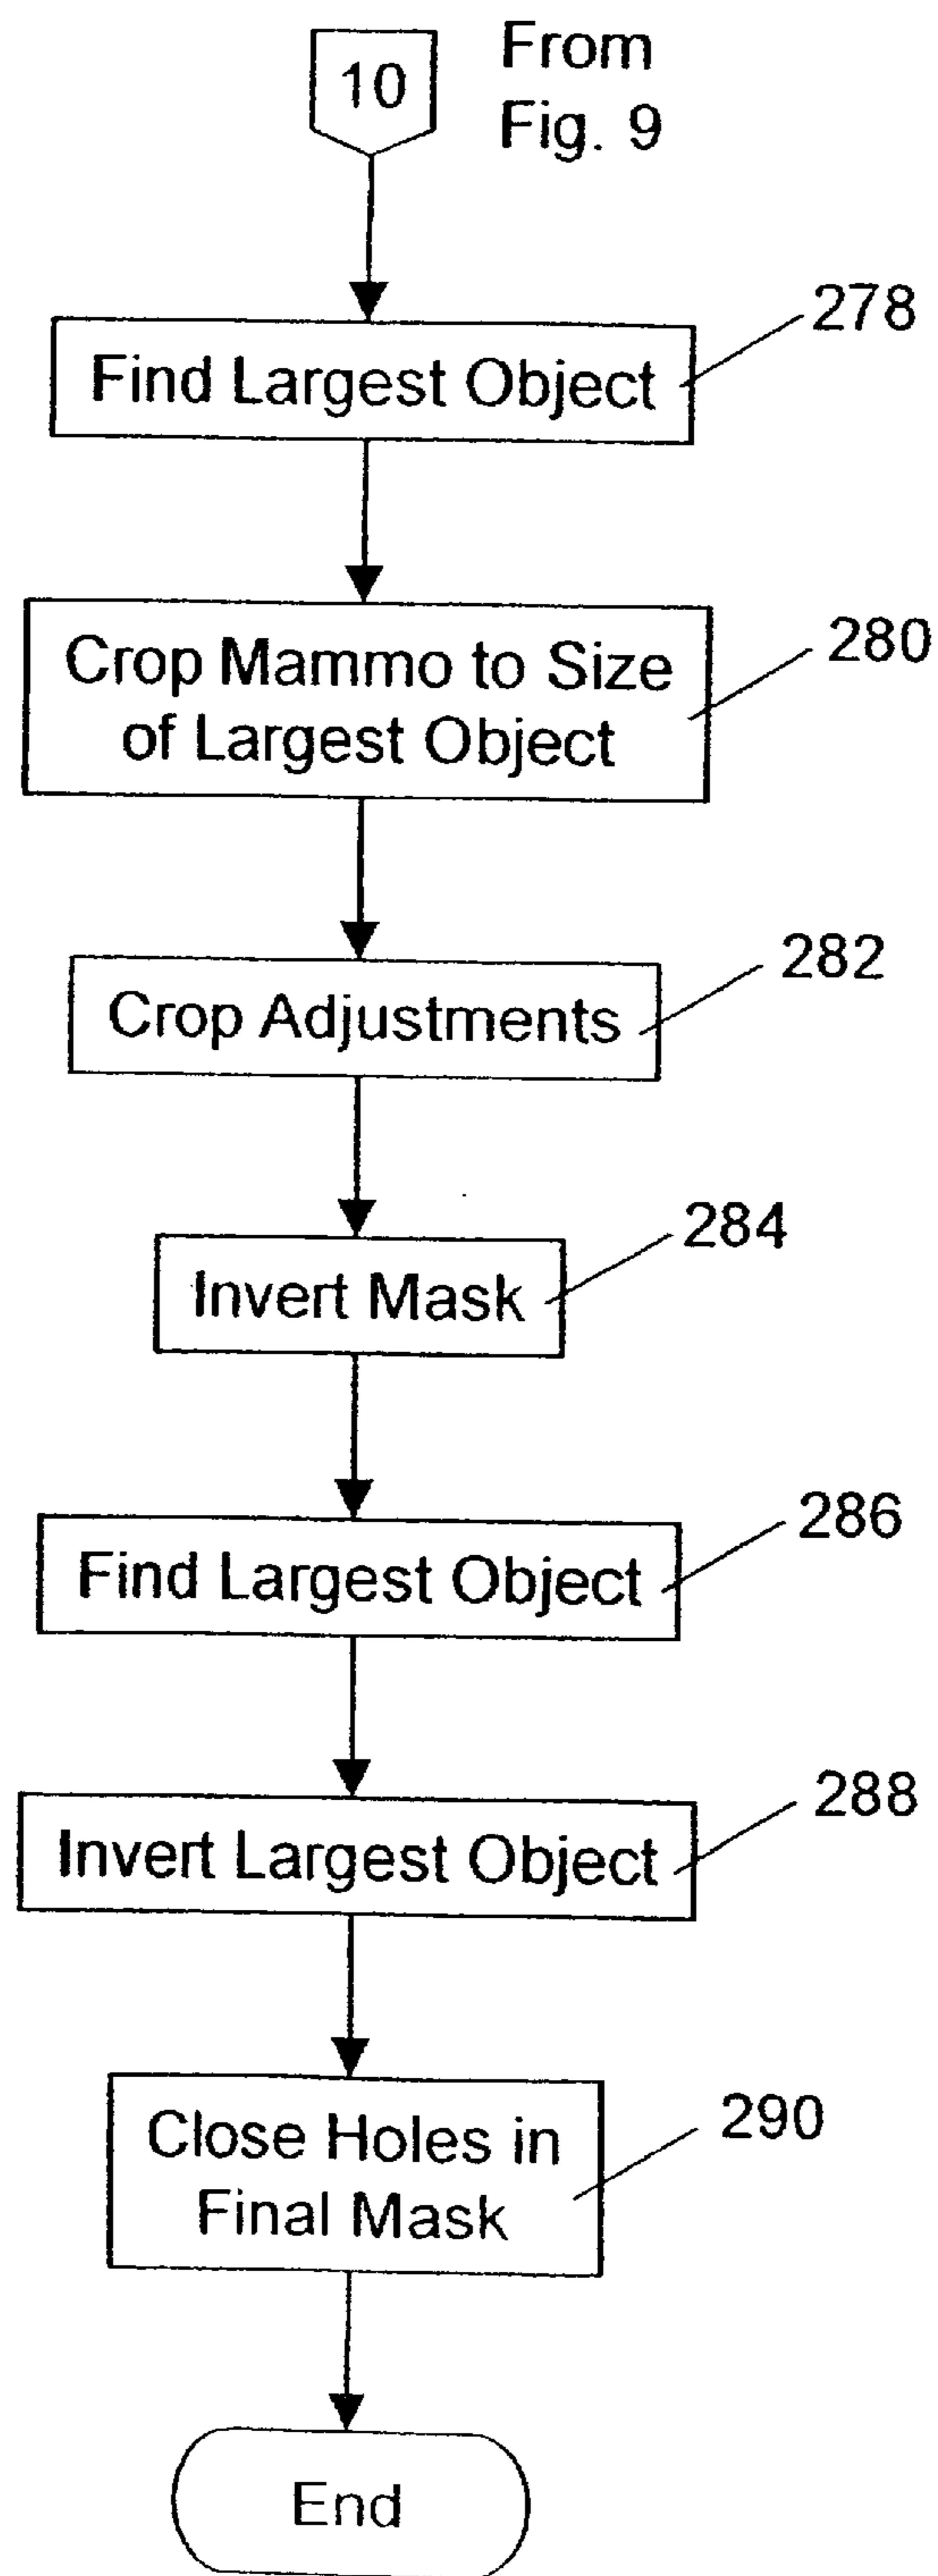 10
From
Fig. 9
Find Largest Object
278
Crop Mammo to Size
of Largest Object
280
Crop Adjustments
282
Invert Mask
284
Find Largest Object
286
Invert Largest Object
288
Close Holes in
Final Mask
290
End